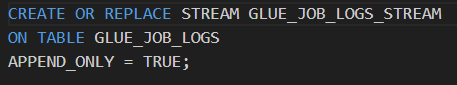 CREATE OR REPLACE STREAM GLUE_JOB_LOGS_STREAM
ON TABLE GLUE_JOB_LOGS
APPEND_ONLY = TRUE;